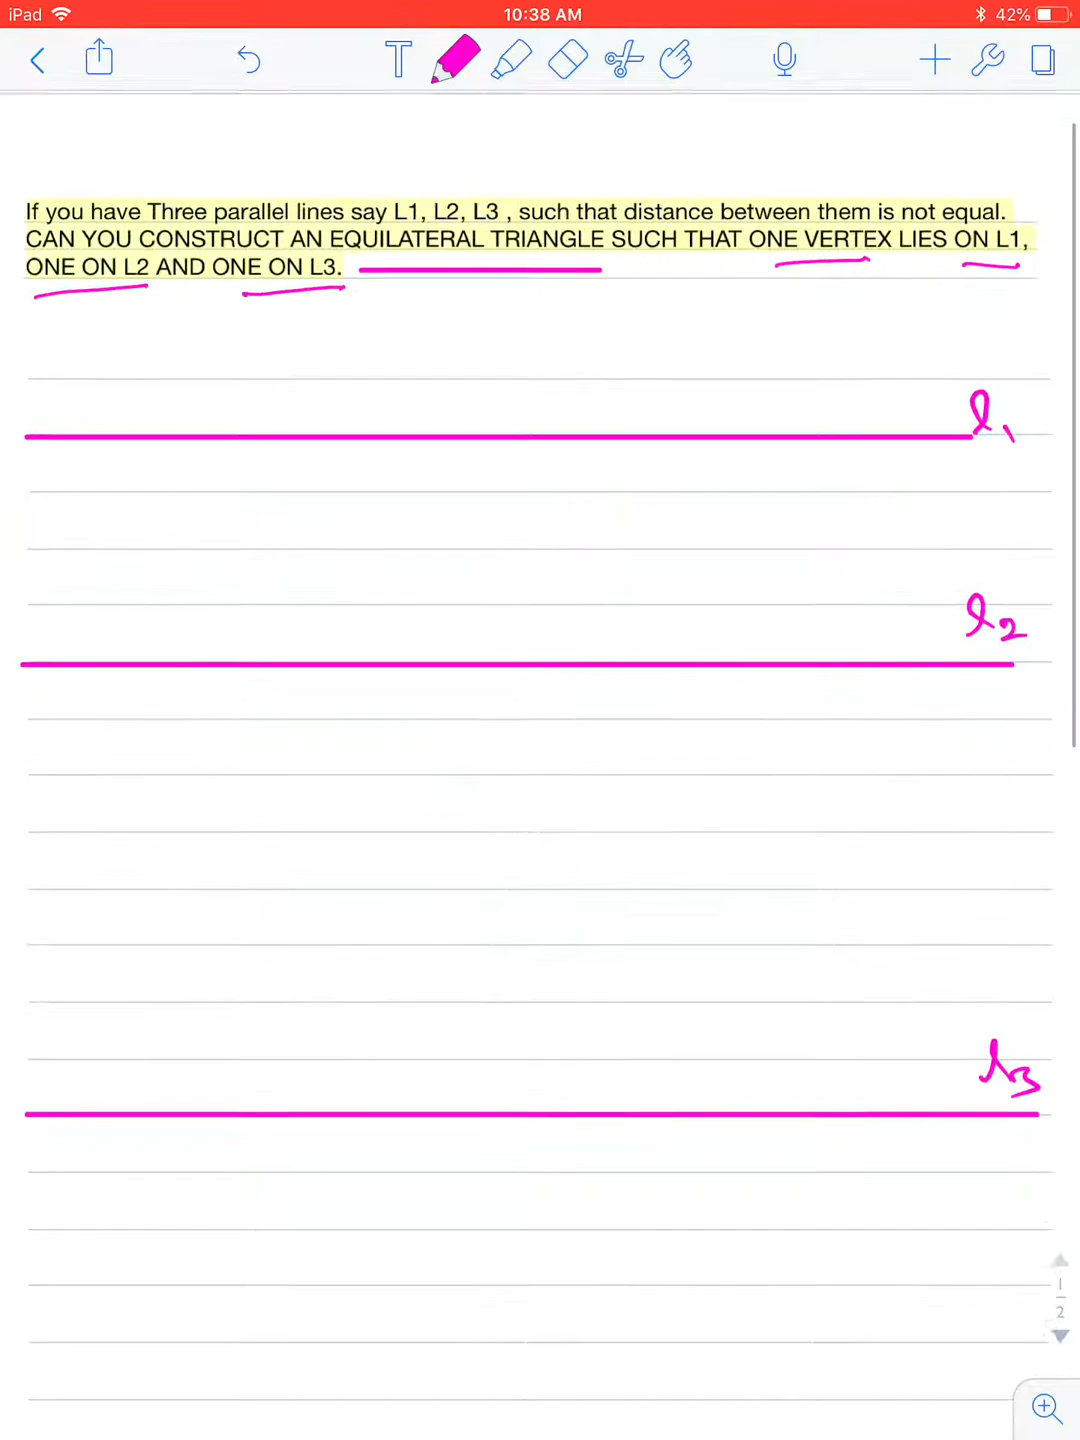 iPad 10:38 AM 42%
T
If you have Three parallel lines say L1, L2, L3 , such that distance between them is not equal.
CAN YOU CONSTRUCT AN EQUILATERAL TRIANGLE SUCH THAT ONE VERTEX LIES ON L1,
ONE ON L2 AND ONE ON L3.
l1
l2
l3
1
2